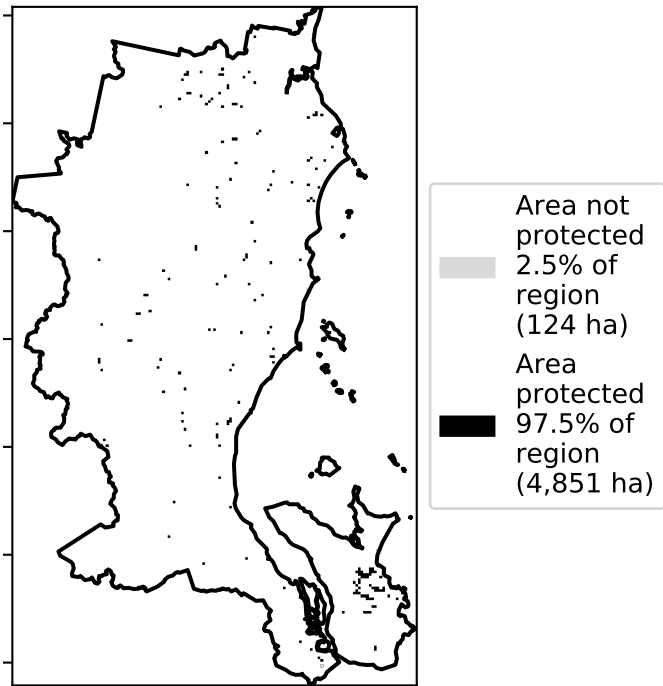 Area not
protected
2.5% of
region
(124 ha)
Area
protected
97.5% of
region
(4,851 ha)